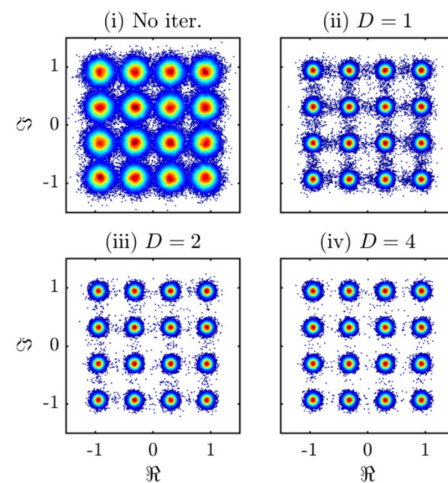 (i) No iter.
(ii) D = 1
1
0
-1
ℑ
(iii) D = 2
(iv) D = 4
1
0
-1
ℑ
-1 0 1
-1 0 1
ℜ
ℜ